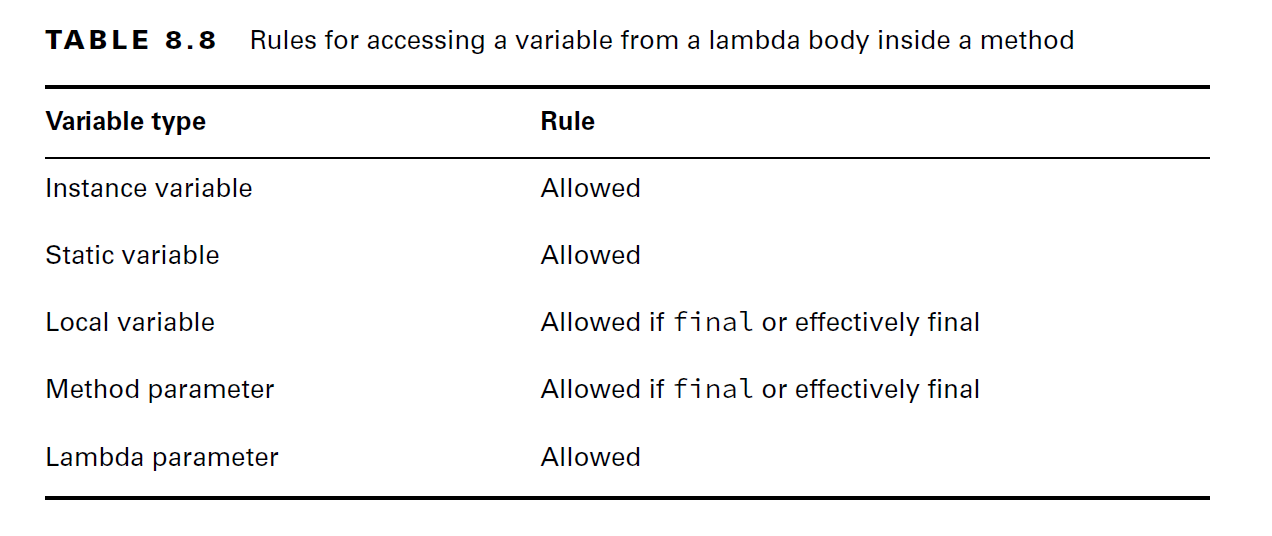 TABLE 8.8 Rules for accessing a variable from a lambda body inside a method
Variable type Rule
Instance variable Allowed
Static variable Allowed
Local variable Allowed if final or effectively final
Method parameter Allowed if final or effectively final
Lambda parameter Allowed